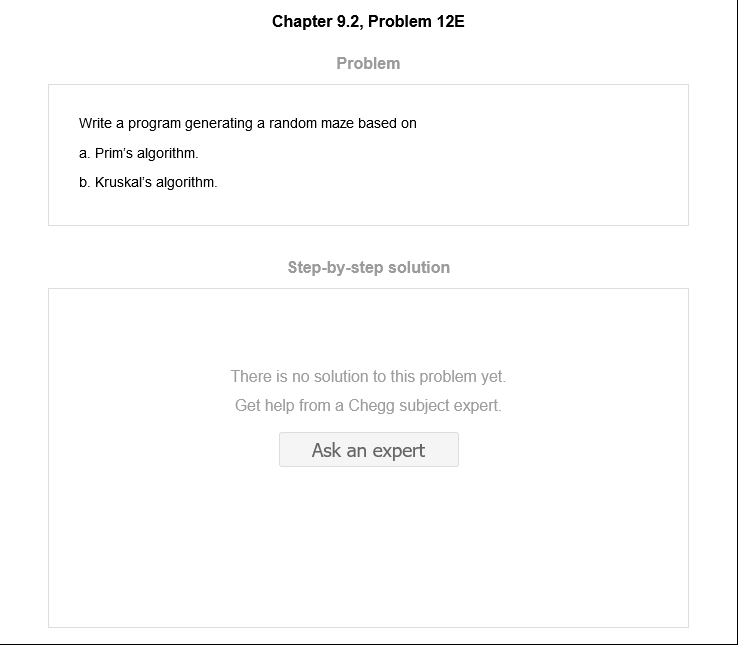 Chapter 9.2, Problem 12E
Problem
Write a program generating a random maze based on
a. Prim's algorithm.
b. Kruskal's algorithm.
Step-by-step solution
There is no solution to this problem yet.
Get help from a Chegg subject expert.
Ask an expert